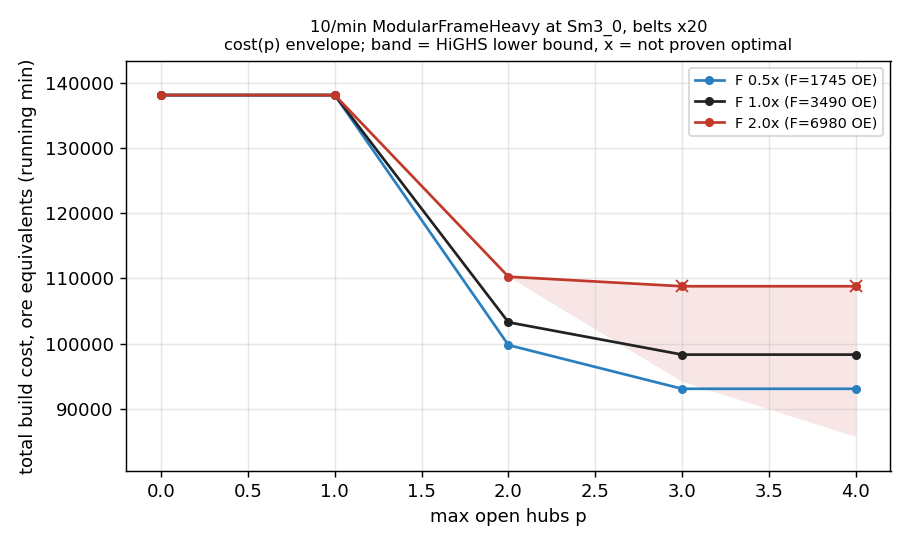 10/min ModularFrameHeavy at Sm3_0, belts x20
cost(p) envelope; band = HiGHS lower bound, x = not proven optimal
total build cost, ore equivalents (running min)
140000
130000
120000
110000
100000
90000
F 0.5x (F=1745 OE)
F 1.0x (F=3490 OE)
F 2.0x (F=6980 OE)
0.0 0.5 1.0 1.5 2.0 2.5 3.0 3.5 4.0
max open hubs p